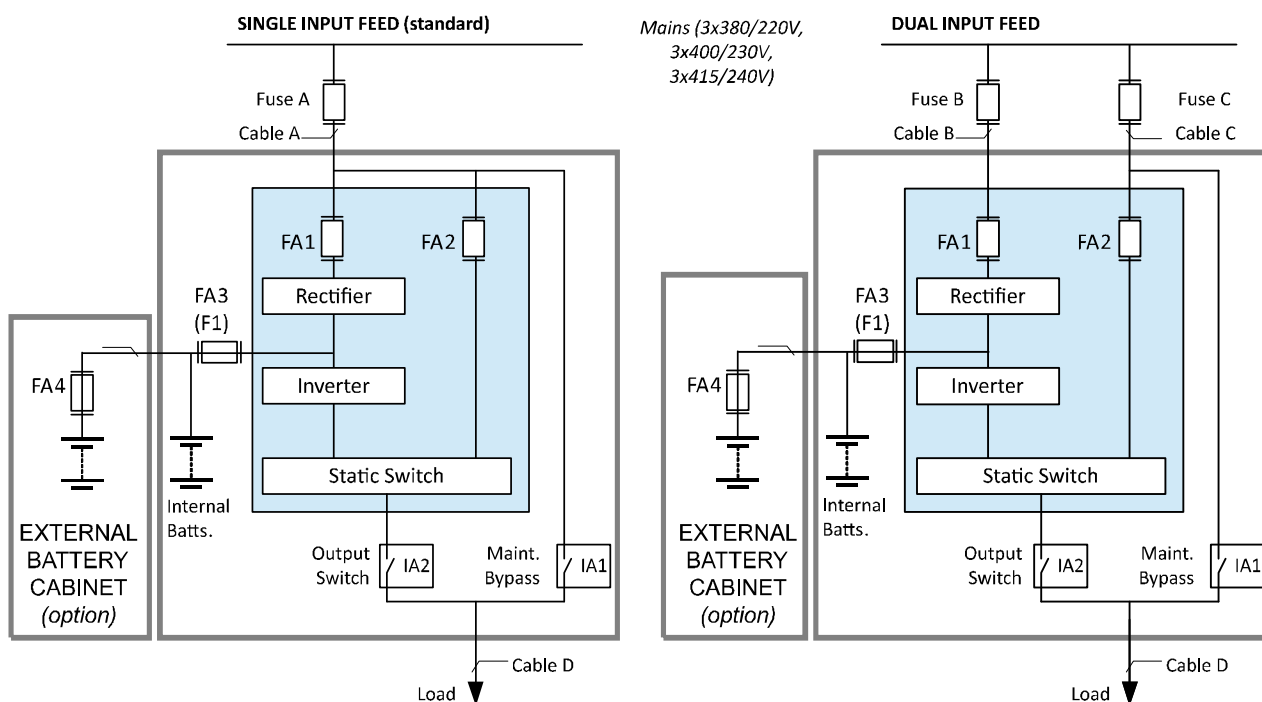 SINGLE INPUT FEED (standard)
Mains (3x380/220V,
3x400/230V,
3x415/240V)
DUAL INPUT FEED
Fuse A
Cable A
FA1
FA2
Rectifier
FA3
(F1)
Inverter
FA4
Static Switch
Internal
Batts.
EXTERNAL
BATTERY
CABINET
(option)
Output
Switch
IA2
Maint.
Bypass
IA1
Cable D
Load
Fuse B
Cable B
Fuse C
Cable C
FA1
FA2
Rectifier
FA3
(F1)
Inverter
FA4
Static Switch
Internal
Batts.
EXTERNAL
BATTERY
CABINET
(option)
Output
Switch
IA2
Maint.
Bypass
IA1
Cable D
Load